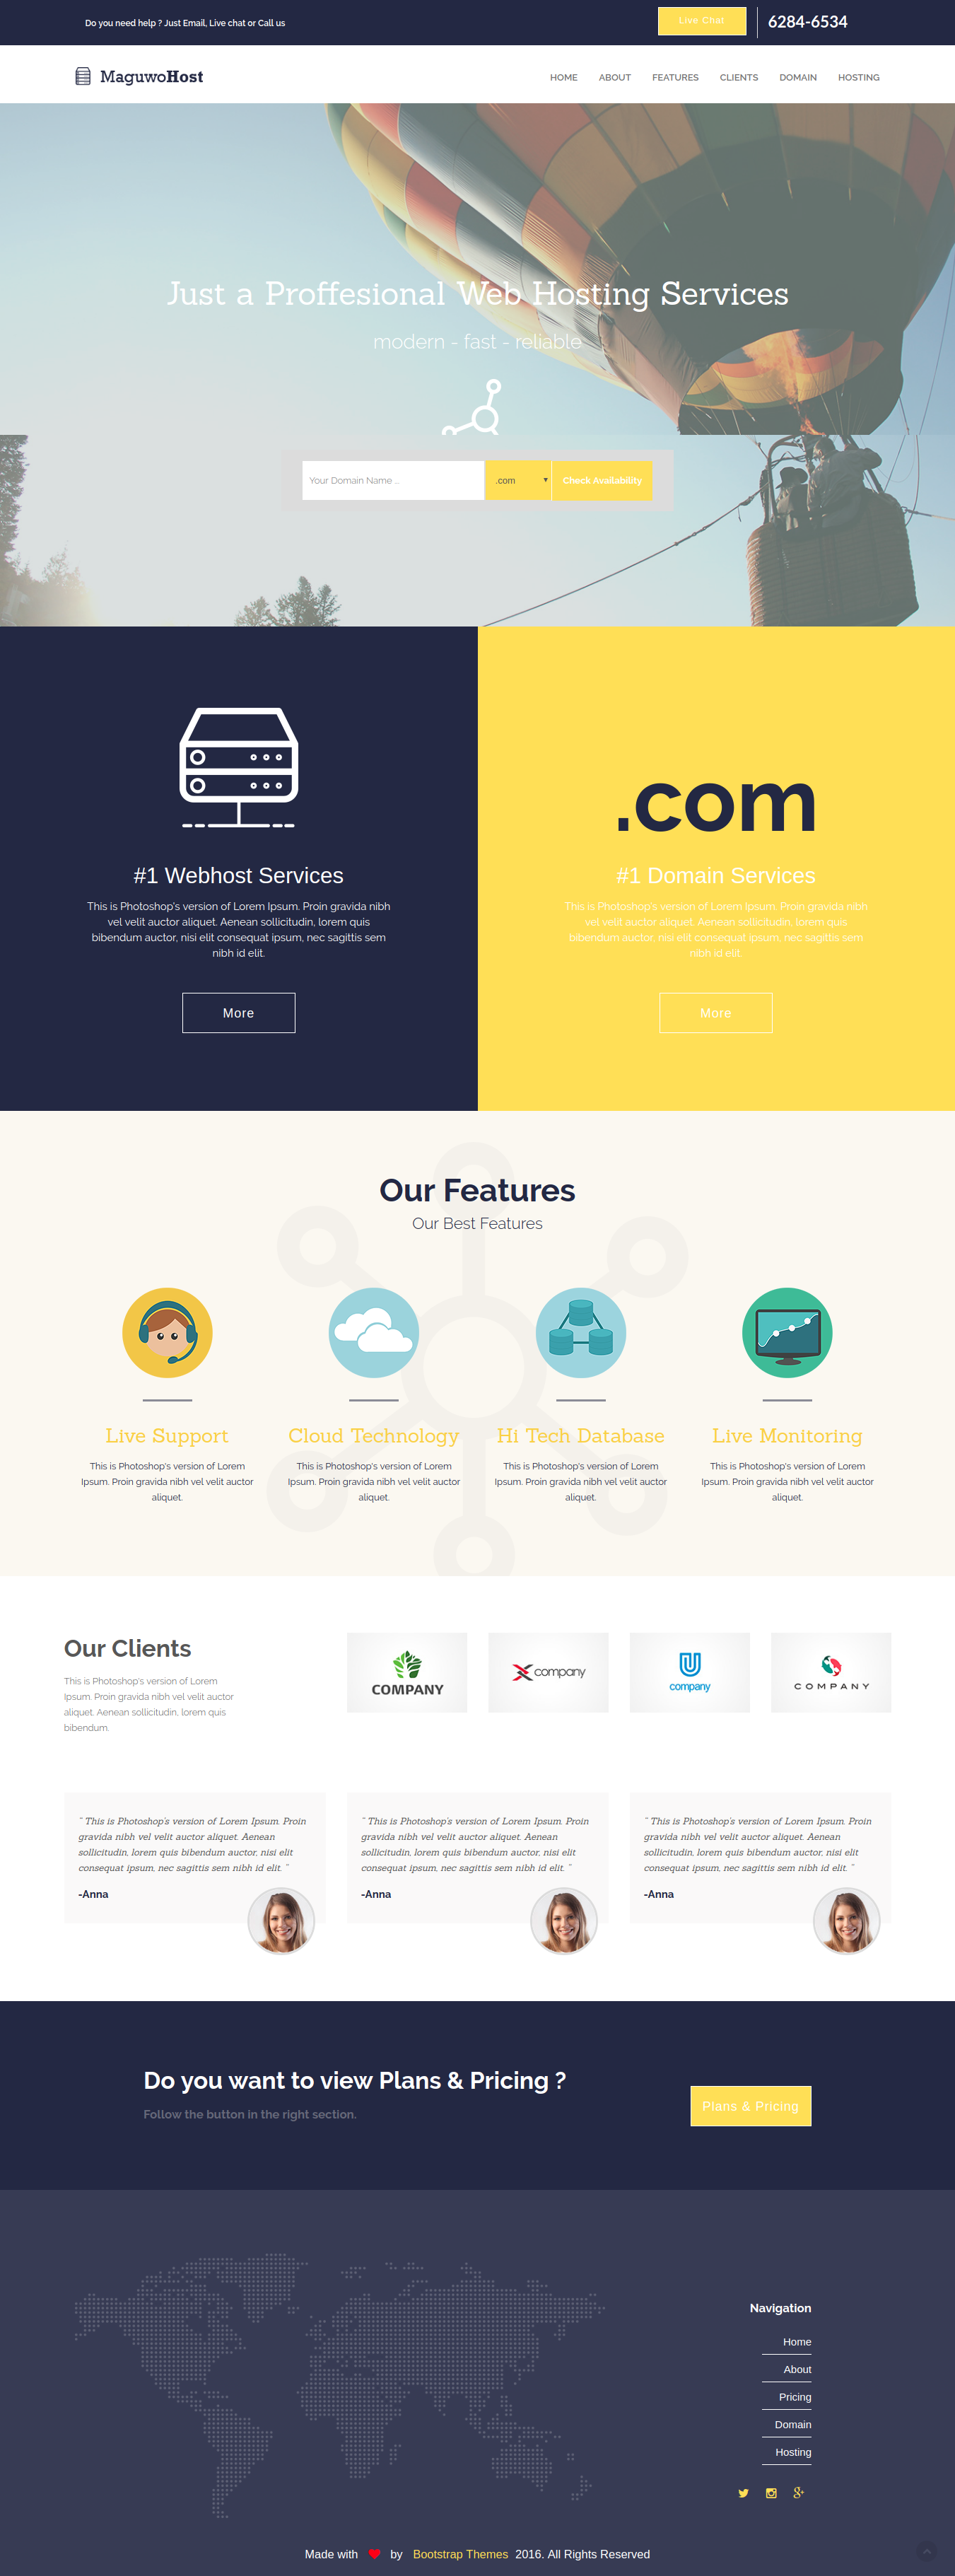 Do you need help ? Just Email, Live chat or Call us
Live Chat
6284-6534
MaguwoHost
HOME ABOUT FEATURES CLIENTS DOMAIN HOSTING
Just a Proffesional Web Hosting Services
modern - fast - reliable
Your Domain Name ...
.com
Check Availability
#1 Webhost Services
This is Photoshop's version of Lorem Ipsum. Proin gravida nibh
vel velit auctor aliquet. Aenean sollicitudin, lorem quis
bibendum auctor, nisi elit consequat ipsum, nec sagittis sem
nibh id elit.
More
.com
#1 Domain Services
This is Photoshop's version of Lorem Ipsum. Proin gravida nibh
vel velit auctor aliquet. Aenean sollicitudin, lorem quis
bibendum auctor, nisi elit consequat ipsum, nec sagittis sem
nibh id elit.
More
Our Features
Our Best Features
Live Support
This is Photoshop's version of Lorem
Ipsum. Proin gravida nibh vel velit auctor
aliquet.
Cloud Technology
This is Photoshop's version of Lorem
Ipsum. Proin gravida nibh vel velit auctor
aliquet.
Hi Tech Database
This is Photoshop's version of Lorem
Ipsum. Proin gravida nibh vel velit auctor
aliquet.
Live Monitoring
This is Photoshop's version of Lorem
Ipsum. Proin gravida nibh vel velit auctor
aliquet.
Our Clients
This is Photoshop's version of Lorem
Ipsum. Proin gravida nibh vel velit auctor
aliquet. Aenean sollicitudin, lorem quis
bibendum.
COMPANY
company
company
COMPANY
" This is Photoshop's version of Lorem Ipsum. Proin
gravida nibh vel velit auctor aliquet. Aenean
sollicitudin, lorem quis bibendum auctor, nisi elit
consequat ipsum, nec sagittis sem nibh id elit. "
-Anna
" This is Photoshop's version of Lorem Ipsum. Proin
gravida nibh vel velit auctor aliquet. Aenean
sollicitudin, lorem quis bibendum auctor, nisi elit
consequat ipsum, nec sagittis sem nibh id elit. "
-Anna
" This is Photoshop's version of Lorem Ipsum. Proin
gravida nibh vel velit auctor aliquet. Aenean
sollicitudin, lorem quis bibendum auctor, nisi elit
consequat ipsum, nec sagittis sem nibh id elit. "
-Anna
Do you want to view Plans & Pricing ?
Follow the button in the right section.
Plans & Pricing
Navigation
Home
About
Pricing
Domain
Hosting
Made with by Bootstrap Themes 2016. All Rights Reserved